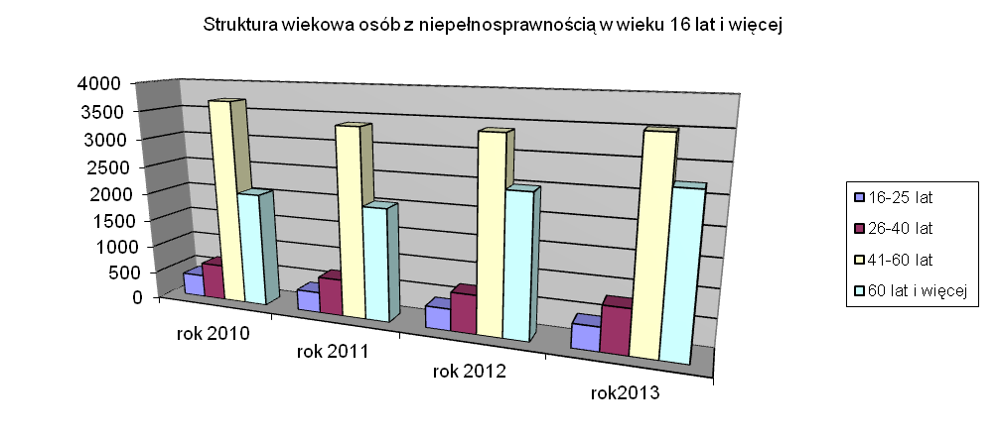 Struktura wiekowa osób z niepełnosprawnością w wieku 16 lat i więcej
4000
3500
3000
2500
2000
1500
1000
500
0
rok 2010
rok 2011
rok 2012
rok2013
16-25 lat
26-40 lat
41-60 lat
60 lat i więcej